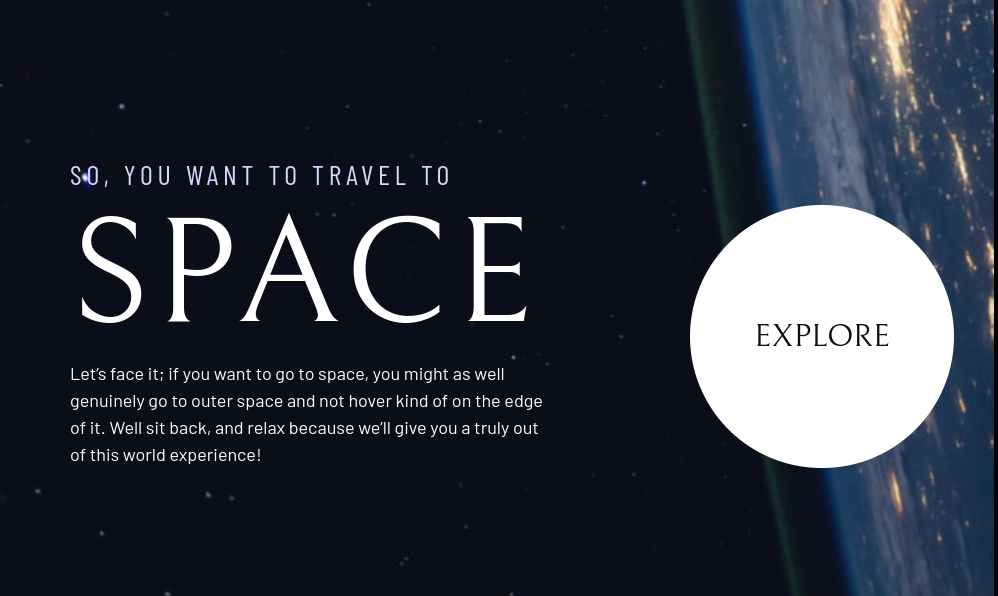 SO, YOU WANT TO TRAVEL TO
SPACE
Let’s face it; if you want to go to space, you might as well
genuinely go to outer space and not hover kind of on the edge
of it. Well sit back, and relax because we’ll give you a truly out
of this world experience!
EXPLORE